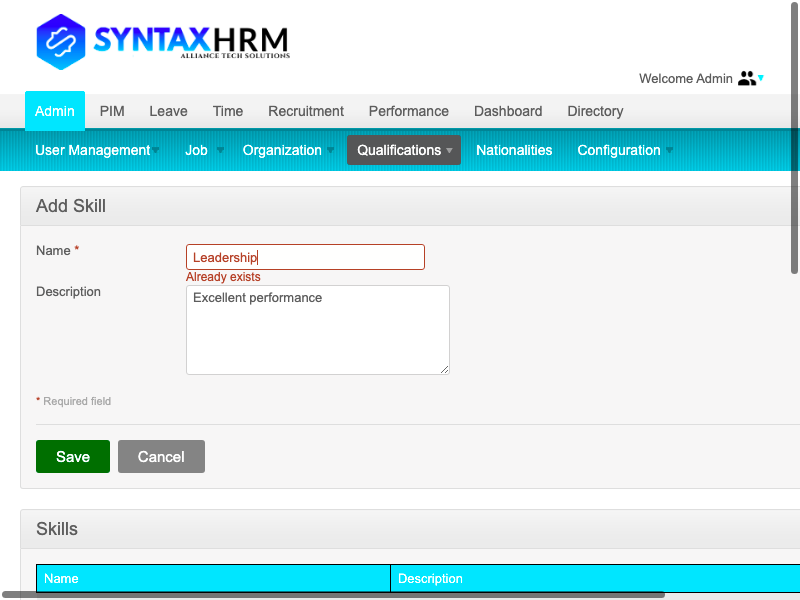 SYNTAXHRM
ALLIANCE TECH SOLUTIONS
Welcome Admin
Admin PIM Leave Time Recruitment Performance Dashboard Directory
User Management Job Organization Qualifications Nationalities Configuration
Add Skill
Name * Leadership
Already exists
Description Excellent performance
* Required field
Save Cancel
Skills
Name Description